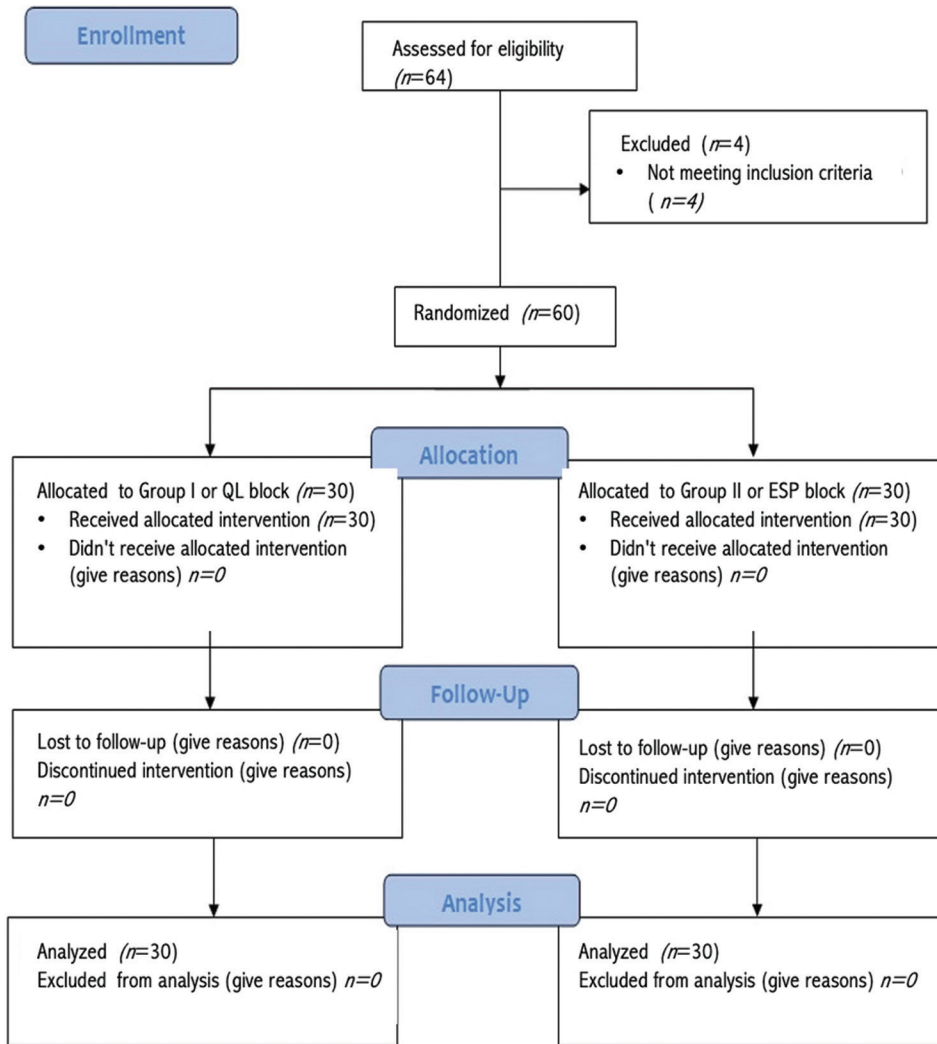 Enrollment
Assessed for eligibility
(n=64)
Excluded (n=4)
• Not meeting inclusion criteria
( n=4)
Randomized (n=60)
Allocation
Allocated to Group I or QL block (n=30)
• Received allocated intervention (n=30)
• Didn't receive allocated intervention
(give reasons) n=0
Allocated to Group II or ESP block (n=30)
• Received allocated intervention (n=30)
• Didn't receive allocated intervention
(give reasons) n=0
Follow-Up
Lost to follow-up (give reasons) (n=0)
Discontinued intervention (give reasons)
n=0
Lost to follow-up (give reasons) (n=0)
Discontinued intervention (give reasons)
n=0
Analysis
Analyzed (n=30)
Excluded from analysis (give reasons) n=0
Analyzed (n=30)
Excluded from analysis (give reasons) n=0